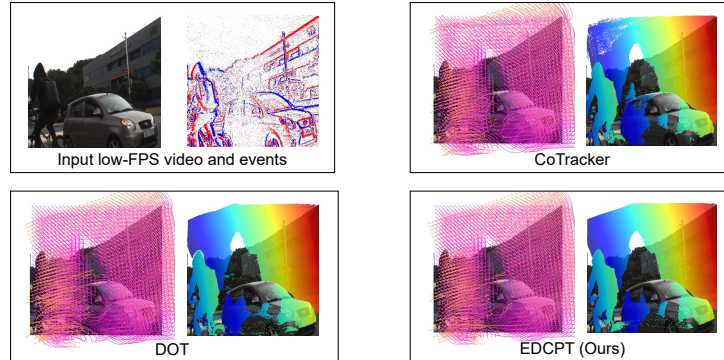 Input low-FPS video and events
CoTracker
DOT
EDCPT (Ours)